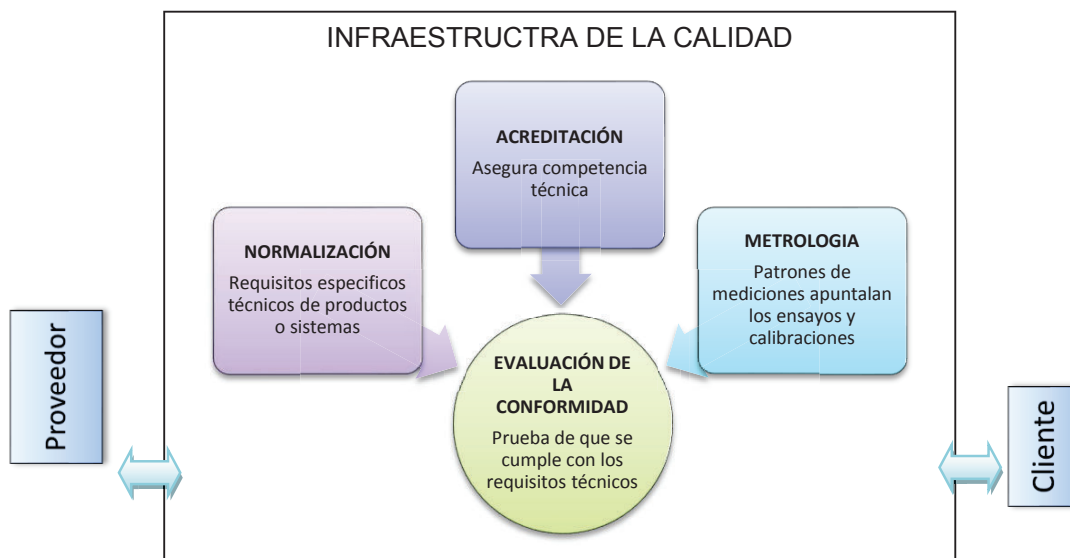 INFRAESTRUCTRA DE LA CALIDAD
ACREDITACIÓN
Asegura competencia
técnica
NORMALIZACIÓN
Requisitos especificos
técnicos de productos
o sistemas
METROLOGIA
Patrones de
mediciones apuntalan
los ensayos y
calibraciones
EVALUACIÓN DE
LA
CONFORMIDAD
Prueba de que se
cumple con los
requisitos técnicos
Proveedor
Cliente